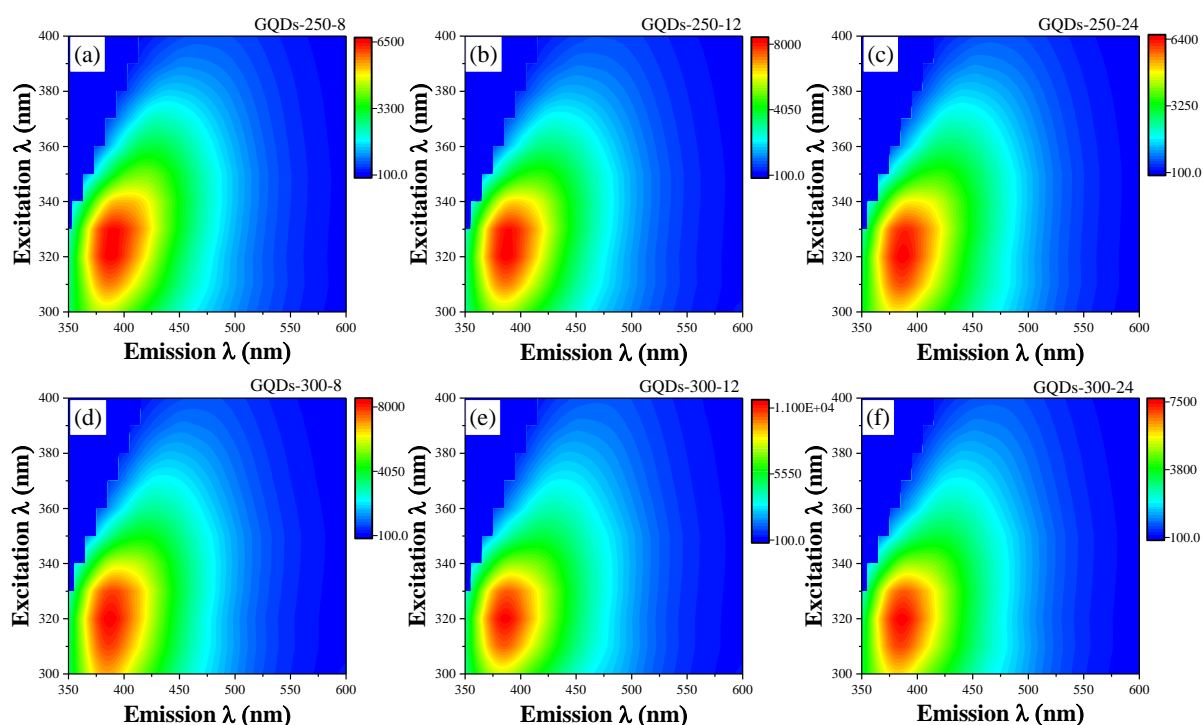 GQDs-250-8
(a)
400
380
360
340
320
300
350 400 450 500 550 600
6500
3300
100.0
Excitation λ (nm)
Emission λ (nm)
GQDs-250-12
(b)
400
380
360
340
320
300
350 400 450 500 550 600
8000
4050
100.0
Excitation λ (nm)
Emission λ (nm)
GQDs-250-24
(c)
400
380
360
340
320
300
350 400 450 500 550 600
6400
3250
100.0
Excitation λ (nm)
Emission λ (nm)
GQDs-300-8
(d)
400
380
360
340
320
300
350 400 450 500 550 600
8000
4050
100.0
Excitation λ (nm)
Emission λ (nm)
GQDs-300-12
(e)
400
380
360
340
320
300
350 400 450 500 550 600
1.100E+04
5550
100.0
Excitation λ (nm)
Emission λ (nm)
GQDs-300-24
(f)
400
380
360
340
320
300
350 400 450 500 550 600
7500
3800
100.0
Excitation λ (nm)
Emission λ (nm)